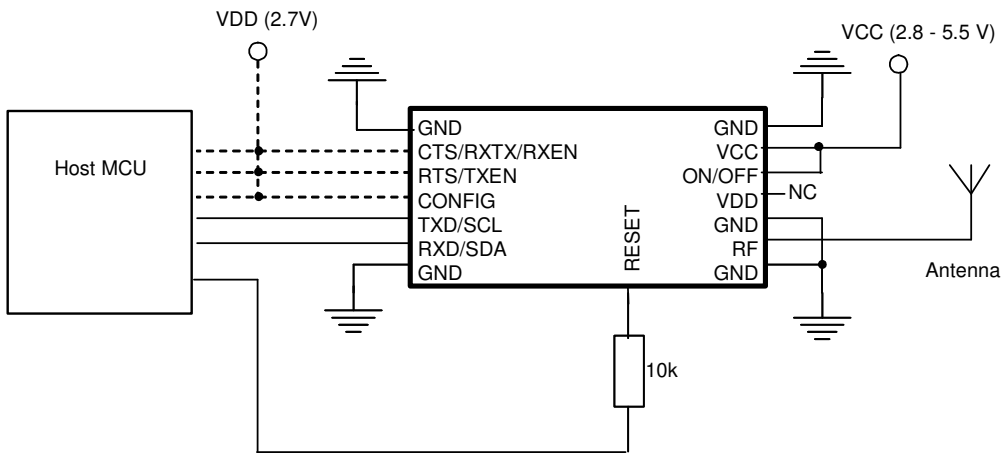 VDD (2.7V)
VCC (2.8 - 5.5 V)
Host MCU
GND
CTS/RXTX/RXEN
RTS/TXEN
CONFIG
TXD/SCL
RXD/SDA
GND
RESET
GND
VCC
ON/OFF
VDD
GND
RF
GND
NC
Antenna
10k